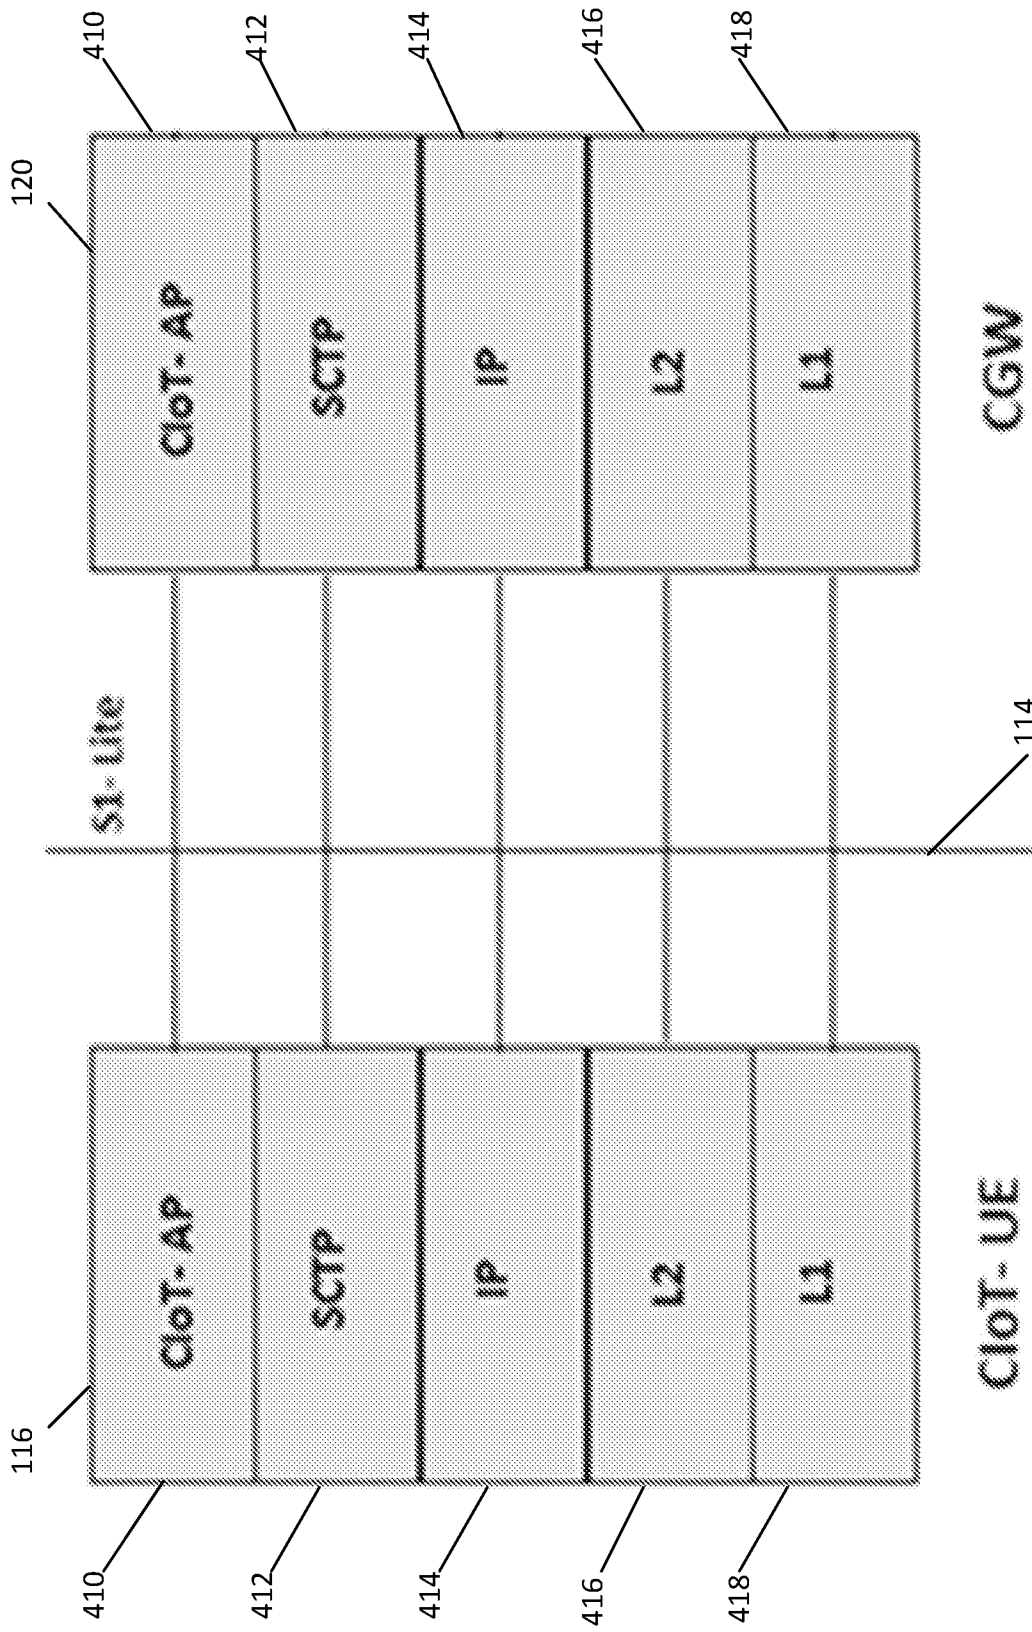 116
120
S1- Lite
410
CIoT- AP
CIoT- AP
410
412
SCTP
SCTP
412
414
IP
IP
414
416
L2
L2
416
418
L1
L1
418
CIoT- UE
CGW
114